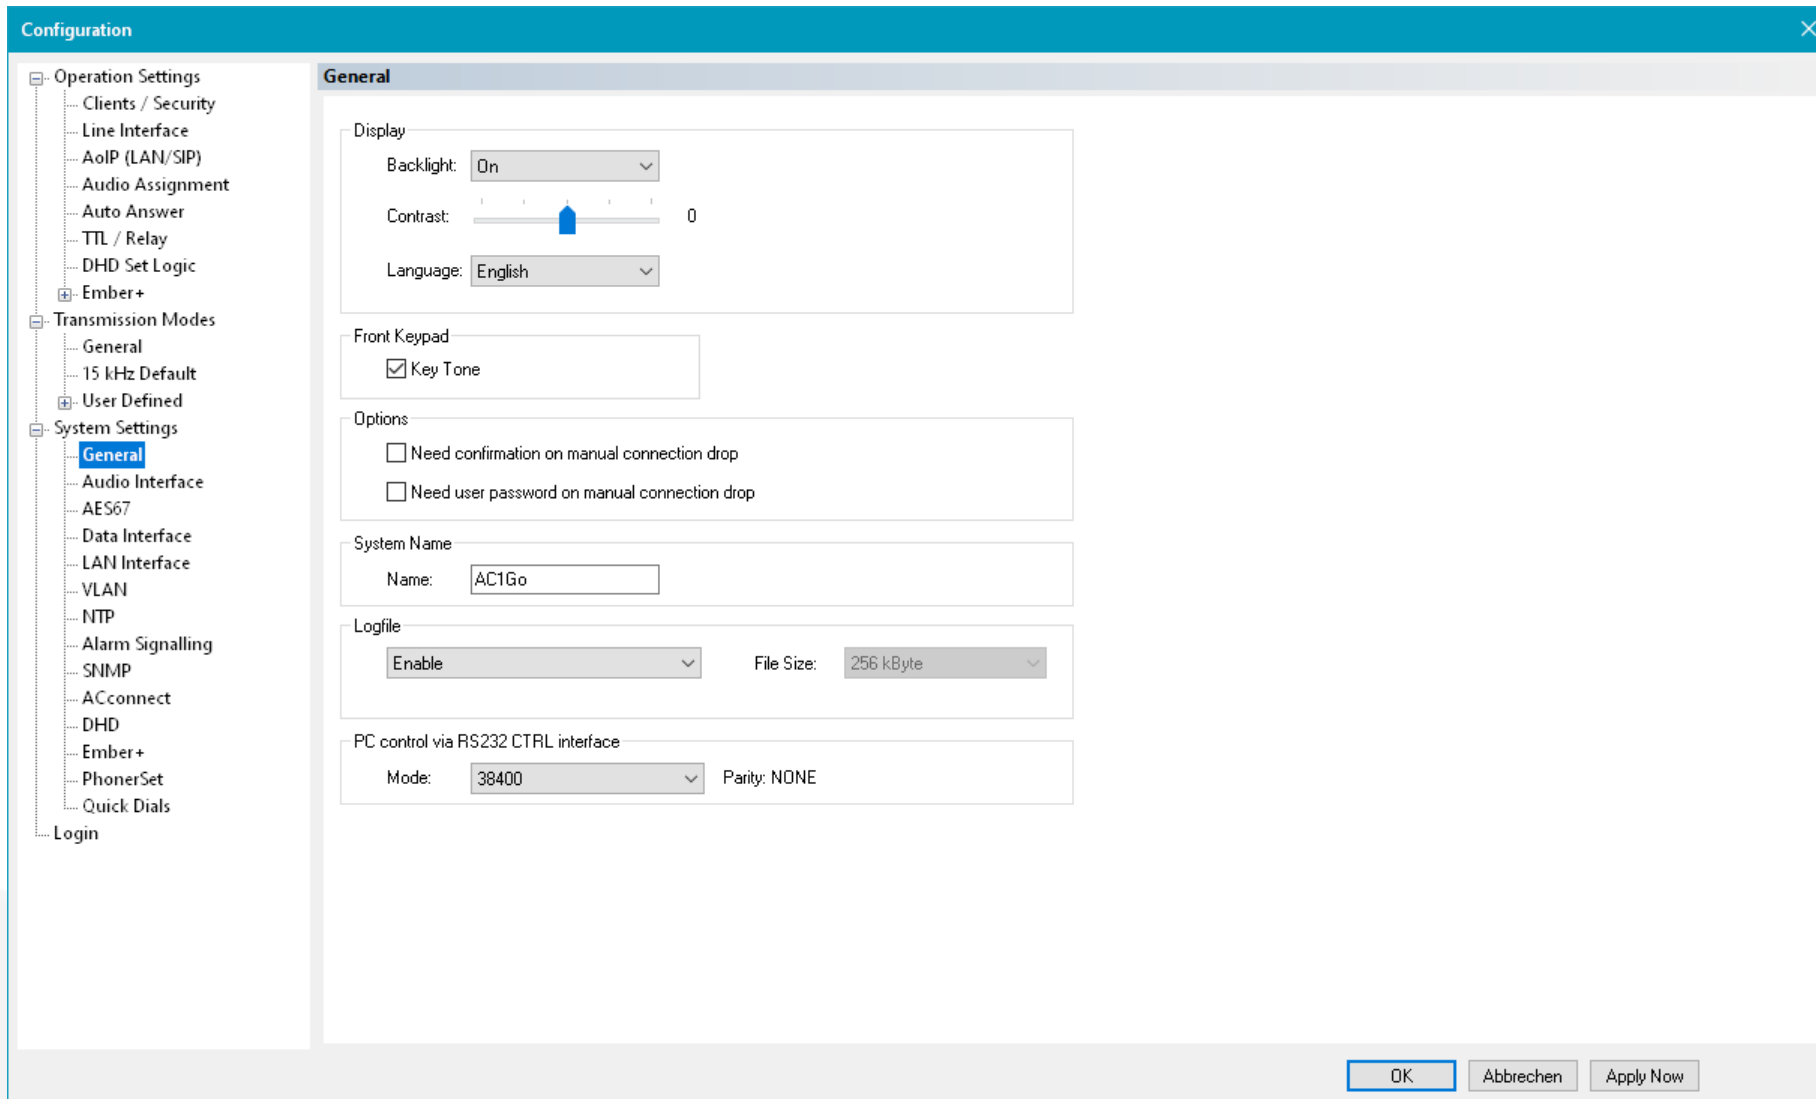 Configuration
Operation Settings
Clients / Security
Line Interface
AoIP (LAN/SIP)
Audio Assignment
Auto Answer
TTL / Relay
DHD Set Logic
Ember+
Transmission Modes
General
15 kHz Default
User Defined
System Settings
General
Audio Interface
AES67
Data Interface
LAN Interface
VLAN
NTP
Alarm Signalling
SNMP
ACconnect
DHD
Ember+
PhonerSet
Quick Dials
Login
General
Display
Backlight: On
Contrast: 0
Language: English
Front Keypad
Key Tone
Options
Need confirmation on manual connection drop
Need user password on manual connection drop
System Name
Name: AC1Go
Logfile
Enable File Size: 256 kByte
PC control via RS232 CTRL interface
Mode: 38400 Parity: NONE
OK Abbrechen Apply Now